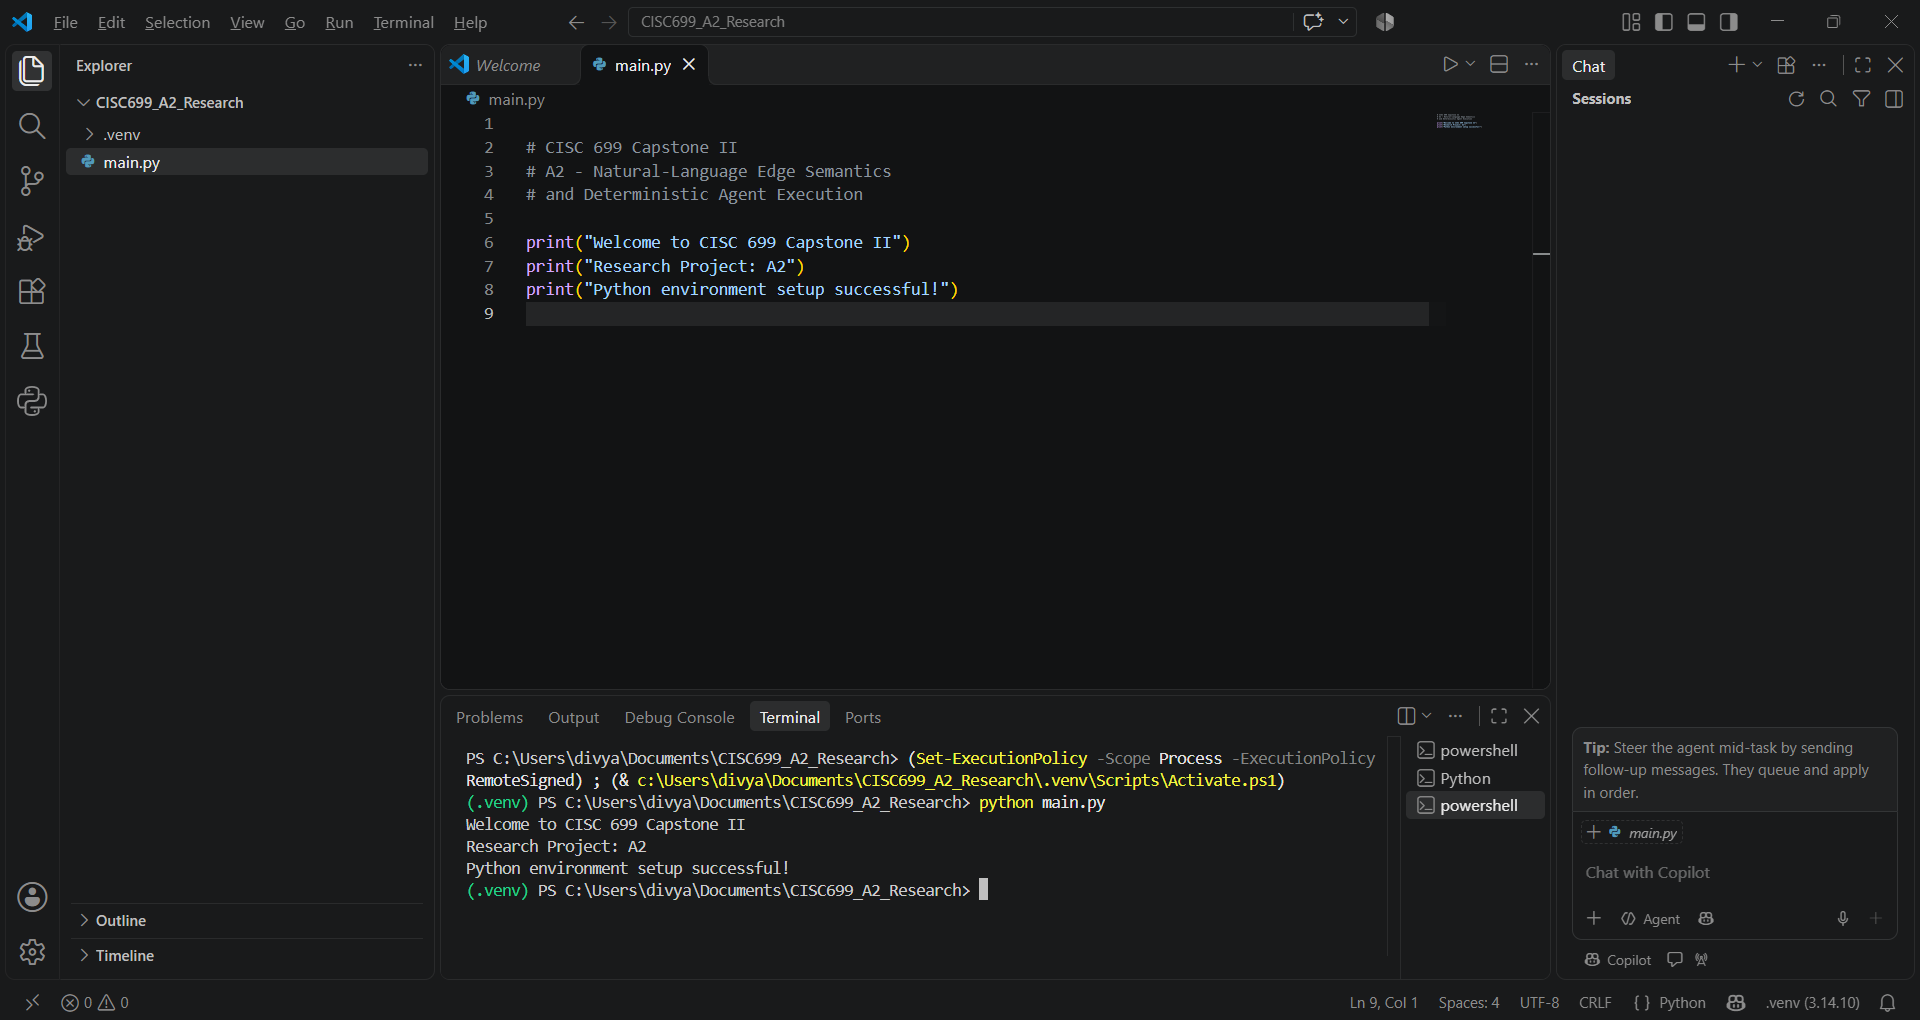 File Edit Selection View Go Run Terminal Help
CISC699_A2_Research
Explorer
CISC699_A2_Research
.venv
main.py
Outline
Timeline
Welcome
main.py
main.py
1
2 # CISC 699 Capstone II
3 # A2 - Natural-Language Edge Semantics
4 # and Deterministic Agent Execution
5
6 print("Welcome to CISC 699 Capstone II")
7 print("Research Project: A2")
8 print("Python environment setup successful!")
9
Problems Output Debug Console Terminal Ports
PS C:\Users\divya\Documents\CISC699_A2_Research> (Set-ExecutionPolicy -Scope Process -ExecutionPolicy
RemoteSigned) ; (& c:\Users\divya\Documents\CISC699_A2_Research\.venv\Scripts\Activate.ps1)
(.venv) PS C:\Users\divya\Documents\CISC699_A2_Research> python main.py
Welcome to CISC 699 Capstone II
Research Project: A2
Python environment setup successful!
(.venv) PS C:\Users\divya\Documents\CISC699_A2_Research>
powershell
Python
powershell
Chat
Sessions
Tip: Steer the agent mid-task by sending
follow-up messages. They queue and apply
in order.
main.py
Chat with Copilot
Agent
Copilot
0 0
Ln 9, Col 1 Spaces: 4 UTF-8 CRLF { } Python .venv (3.14.10)